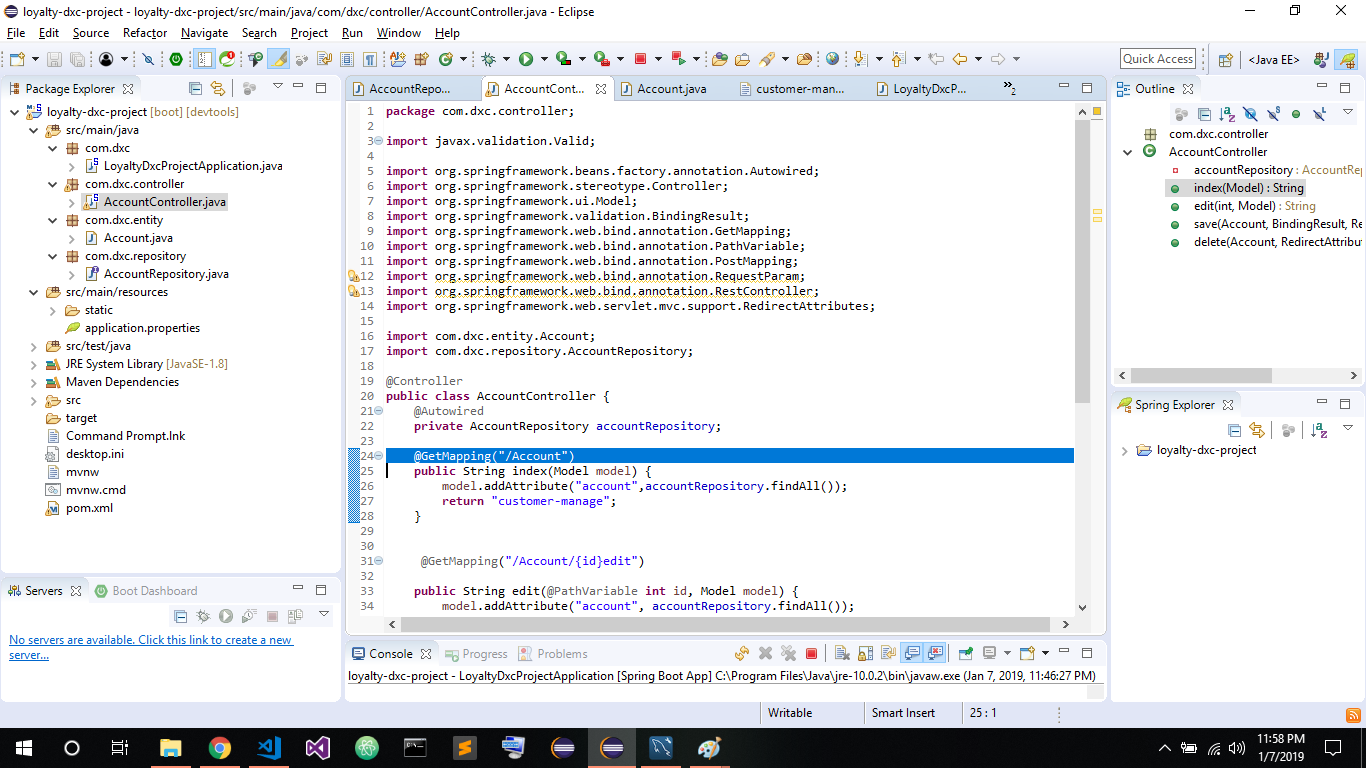 loyalty-dxc-project - loyalty-dxc-project/src/main/java/com/dxc/controller/AccountController.java - Eclipse
File Edit Source Refactor Navigate Search Project Run Window Help
Quick Access
<Java EE>
Package Explorer
loyalty-dxc-project [boot] [devtools]
src/main/java
com.dxc
LoyaltyDxcProjectApplication.java
com.dxc.controller
AccountController.java
com.dxc.entity
Account.java
com.dxc.repository
AccountRepository.java
src/main/resources
static
application.properties
src/test/java
JRE System Library [JavaSE-1.8]
Maven Dependencies
src
target
Command Prompt.lnk
desktop.ini
mvnw
mvnw.cmd
pom.xml
Servers
Boot Dashboard
No servers are available. Click this link to create a new
server...
AccountRepo...
AccountCont...
Account.java
customer-man...
LoyaltyDxcP...
»2
1 package com.dxc.controller;
2
3 import javax.validation.Valid;
4
5 import org.springframework.beans.factory.annotation.Autowired;
6 import org.springframework.stereotype.Controller;
7 import org.springframework.ui.Model;
8 import org.springframework.validation.BindingResult;
9 import org.springframework.web.bind.annotation.GetMapping;
10 import org.springframework.web.bind.annotation.PathVariable;
11 import org.springframework.web.bind.annotation.PostMapping;
12 import org.springframework.web.bind.annotation.RequestParam;
13 import org.springframework.web.bind.annotation.RestController;
14 import org.springframework.web.servlet.mvc.support.RedirectAttributes;
15
16 import com.dxc.entity.Account;
17 import com.dxc.repository.AccountRepository;
18
19 @Controller
20 public class AccountController {
21 @Autowired
22 private AccountRepository accountRepository;
23
24 @GetMapping("/Account")
25 public String index(Model model) {
26 model.addAttribute("account",accountRepository.findAll());
27 return "customer-manage";
28 }
29
30
31 @GetMapping("/Account/{id}edit")
32
33 public String edit(@PathVariable int id, Model model) {
34 model.addAttribute("account", accountRepository.findAll());
Console
Progress
Problems
loyalty-dxc-project - LoyaltyDxcProjectApplication [Spring Boot App] C:\Program Files\Java\jre-10.0.2\bin\javaw.exe (Jan 7, 2019, 11:46:27 PM)
Outline
com.dxc.controller
AccountController
accountRepository : AccountRep
index(Model) : String
edit(int, Model) : String
save(Account, BindingResult, Re
delete(Account, RedirectAttribu
Spring Explorer
loyalty-dxc-project
Writable
Smart Insert
25 : 1
11:58 PM
1/7/2019